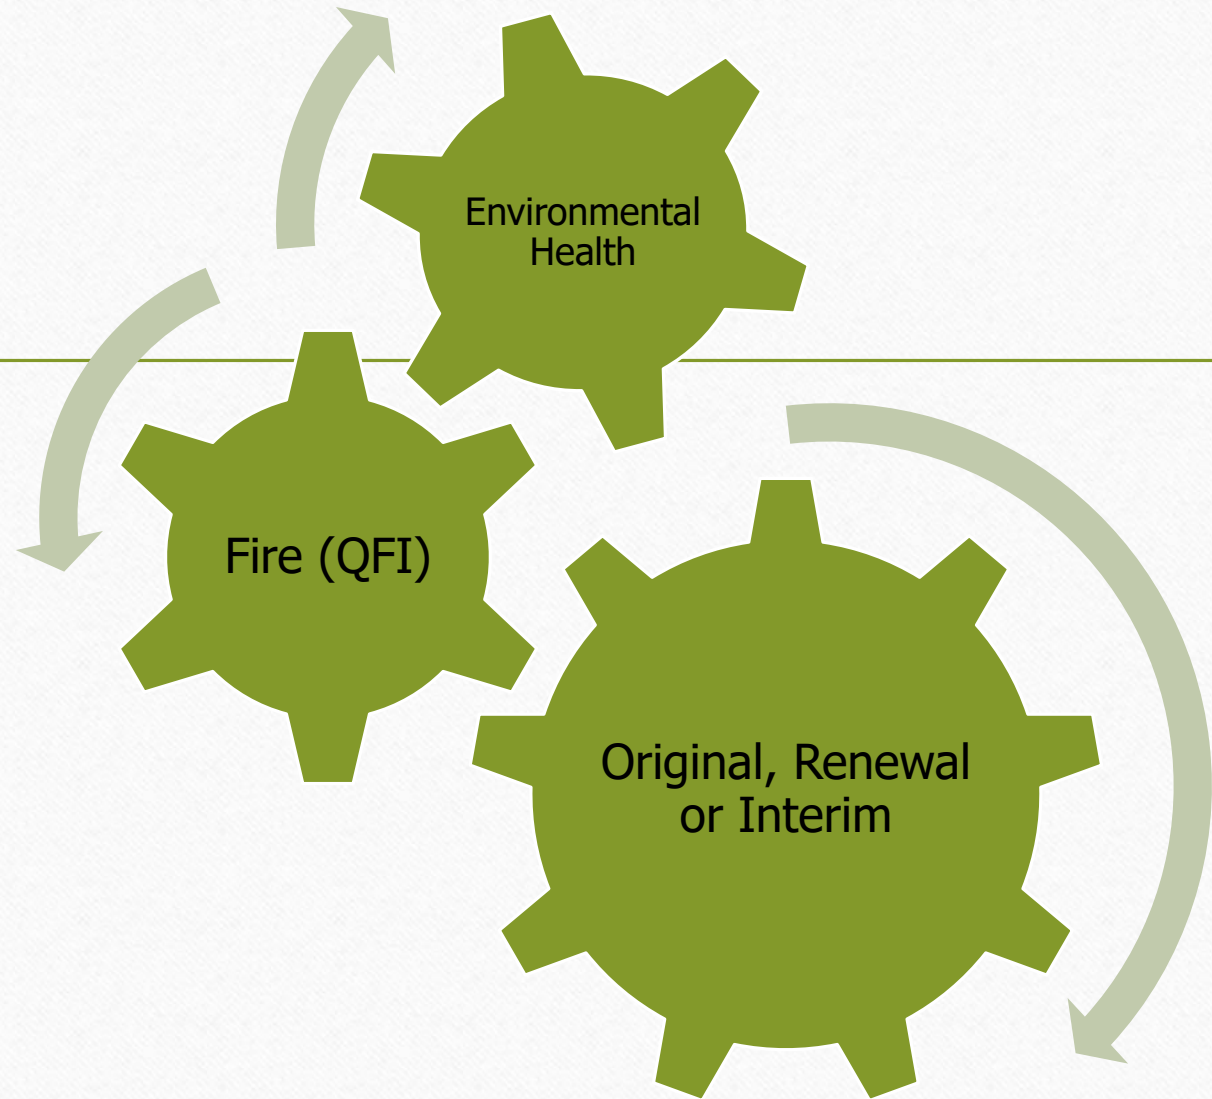 Environmental
Health
Fire (QFI)
Original, Renewal
or Interim